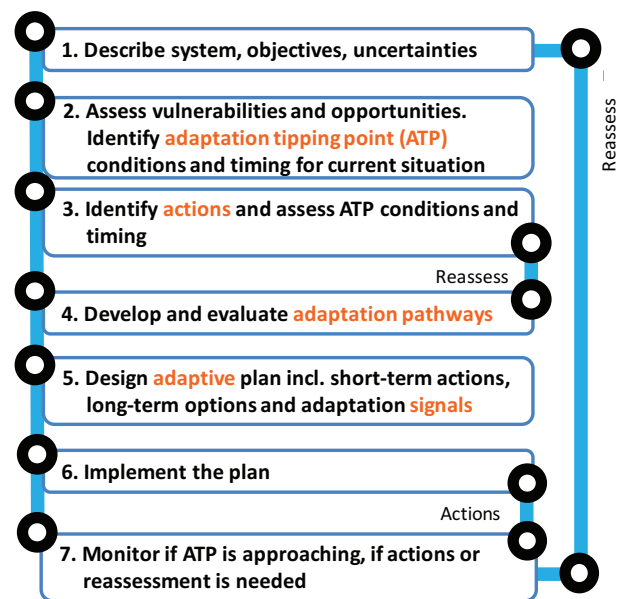 1. Describe system, objectives, uncertainties
2. Assess vulnerabilities and opportunities.
Identify adaptation tipping point (ATP)
conditions and timing for current situation
3. Identify actions and assess ATP conditions and
timing
Reassess
4. Develop and evaluate adaptation pathways
5. Design adaptive plan incl. short-term actions,
long-term options and adaptation signals
6. Implement the plan
Actions
7. Monitor if ATP is approaching, if actions or
reassessment is needed
Reassess